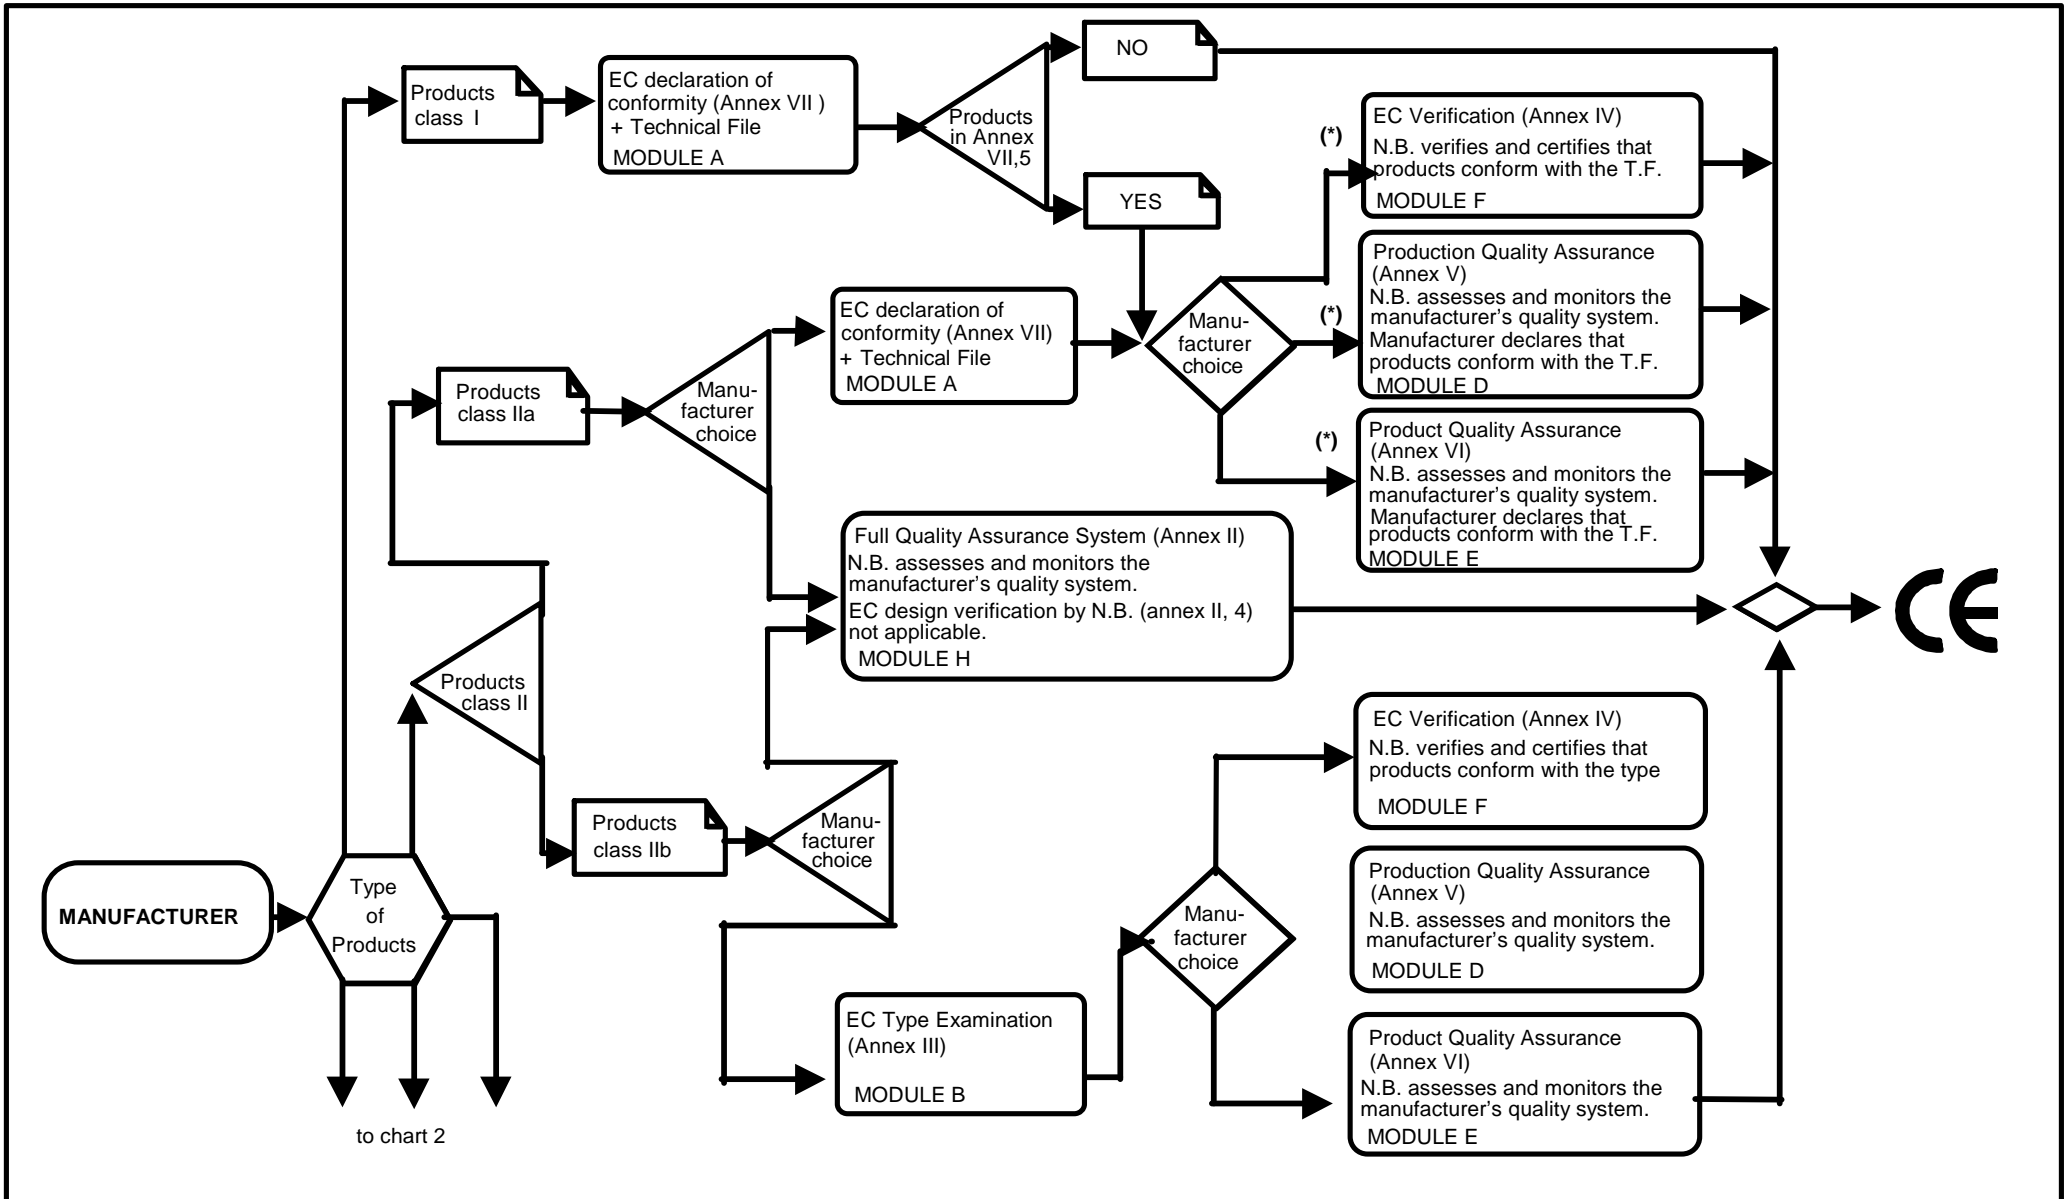 NO
Products
class I
EC declaration of
conformity (Annex VII )
+ Technical File
MODULE A
Products
in Annex
VII,5
YES
(*)
EC Verification (Annex IV)
N.B. verifies and certifies that
products conform with the T.F.
MODULE F
Products
class IIa
Manu-
facturer
choice
EC declaration of
conformity (Annex VII)
+ Technical File
MODULE A
Manu-
facturer
choice
(*)
Production Quality Assurance
(Annex V)
N.B. assesses and monitors the
manufacturer's quality system.
Manufacturer declares that
products conform with the T.F.
MODULE D
(*)
Product Quality Assurance
(Annex VI)
N.B. assesses and monitors the
manufacturer's quality system.
Manufacturer declares that
products conform with the T.F.
MODULE E
Full Quality Assurance System (Annex II)
N.B. assesses and monitors the
manufacturer's quality system.
EC design verification by N.B. (annex II, 4)
not applicable.
MODULE H
CE
Products
class II
Products
class IIb
Manu-
facturer
choice
EC Verification (Annex IV)
N.B. verifies and certifies that
products conform with the type
MODULE F
MANUFACTURER
Type
of
Products
Manu-
facturer
choice
Production Quality Assurance
(Annex V)
N.B. assesses and monitors the
manufacturer's quality system.
MODULE D
EC Type Examination
(Annex III)
MODULE B
Product Quality Assurance
(Annex VI)
N.B. assesses and monitors the
manufacturer's quality system.
MODULE E
to chart 2